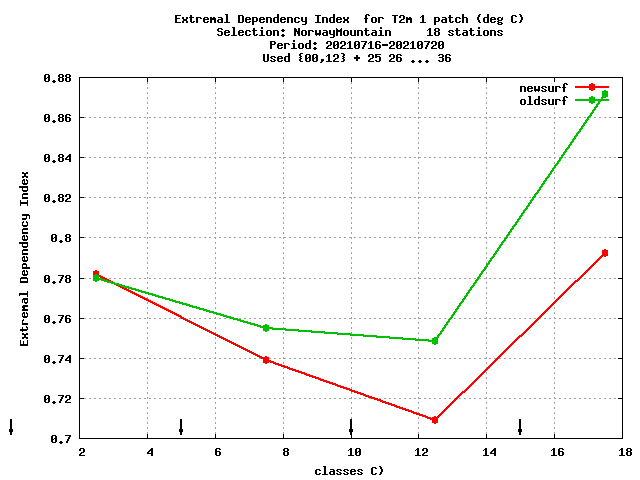 Extremal Dependency Index  for T2m 1 patch (deg C)
Selection: NorwayMountain     18 stations
Period: 20210716-20210720
Used {00,12} + 25 26 ... 36
newsurf
oldsurf
Extremal Dependency Index
0.88
0.86
0.84
0.82
0.8
0.78
0.76
0.74
0.72
0.7
2 4 6 8 10 12 14 16 18
classes C)